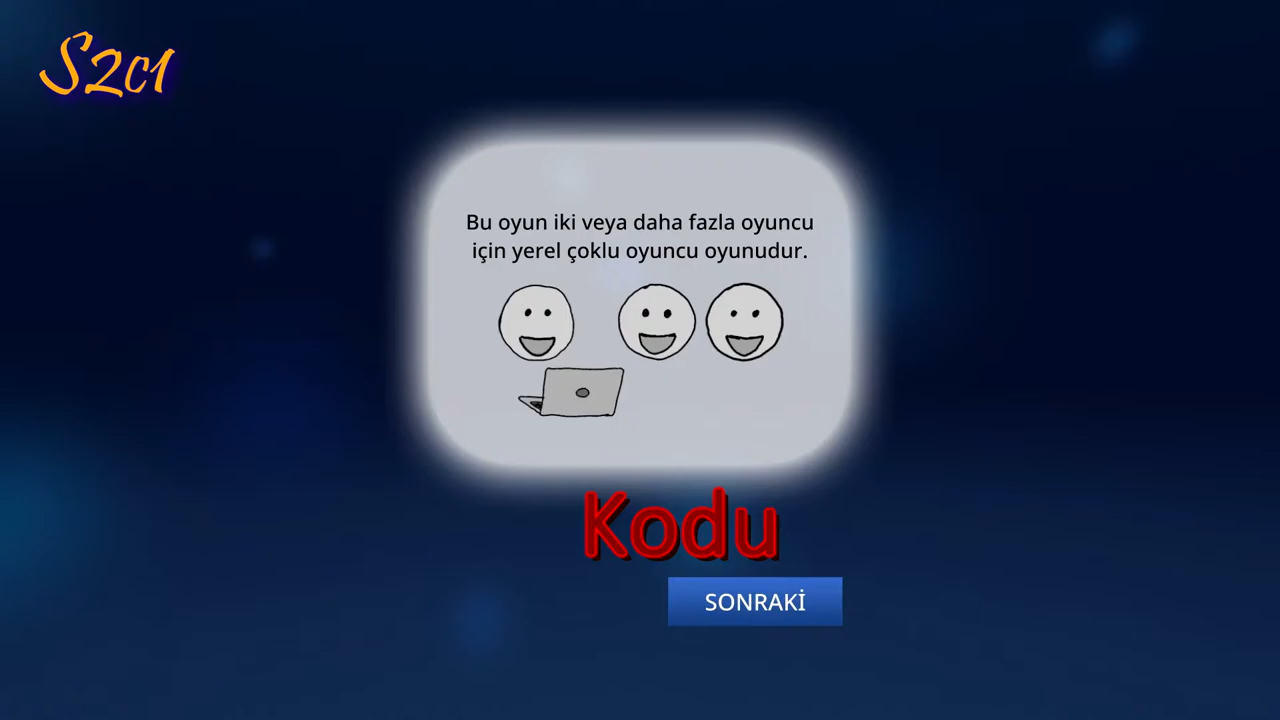 S2c1
Bu oyun iki veya daha fazla oyuncu
için yerel çoklu oyuncu oyunudur.
Kodu
SONRAKİ